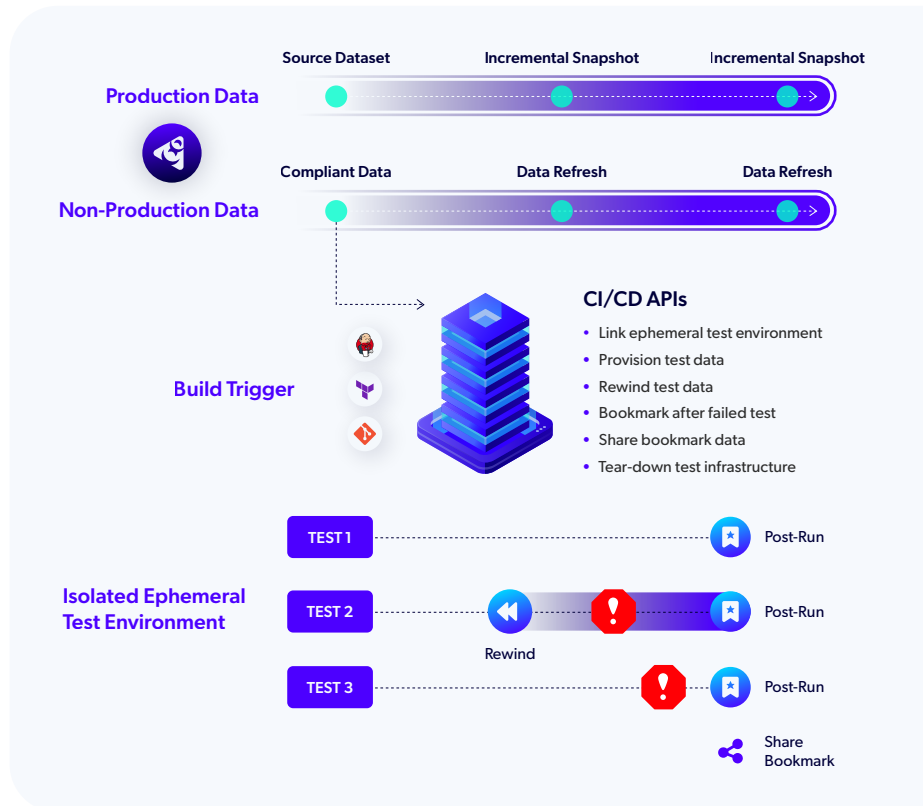 Source Dataset
Incremental Snapshot
Incremental Snapshot
Production Data
Compliant Data
Data Refresh
Data Refresh
Non-Production Data
CI/CD APIs
• Link ephemeral test environment
• Provision test data
• Rewind test data
• Bookmark after failed test
• Share bookmark data
• Tear-down test infrastructure
Build Trigger
TEST 1
Post-Run
Isolated Ephemeral
Test Environment
TEST 2
Post-Run
Rewind
TEST 3
Post-Run
Share
Bookmark